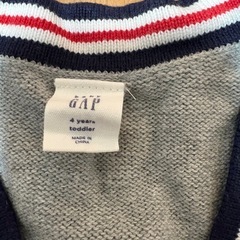 GAP
4 years
toddler
MADE IN
CHINA